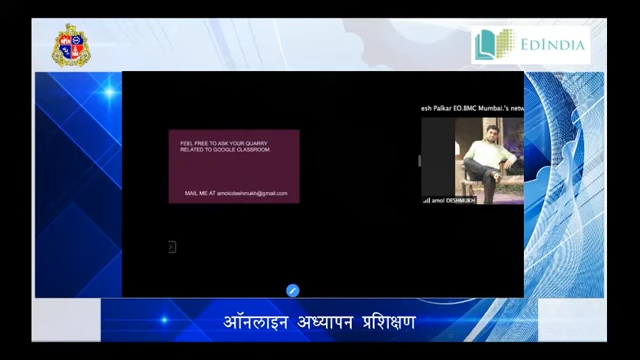 EDINDIA
esh Palkar EO.BMC Mumbai.'s netw
FEEL FREE TO ASK YOUR QUARRY
RELATED TO GOOGLE CLASSROOM
MAIL ME AT amolcdeshmukh@gmail.com
amol DESHMUKH
ऑनलाइन अध्यापन प्रशिक्षण